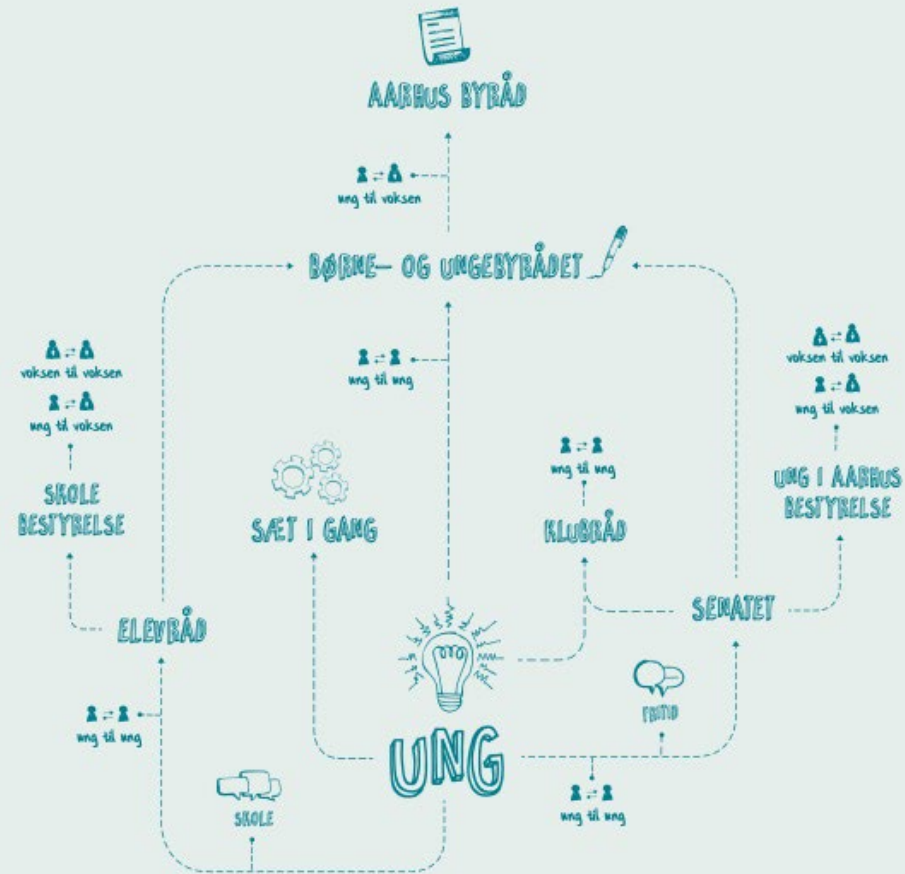 AARHUS BYRÅD
ung til voksen
BØRNE- OG UNGEBYRÅDET
voksen til voksen
ung til voksen
ung til ung
voksen til voksen
ung til voksen
SKOLE
BESTYRELSE
SÆT I GANG
ung til ung
KLUBRÅD
UNG I AARHUS
BESTYRELSE
ELEVRÅD
SENATET
ung til ung
FRITID
UNG
SKOLE
ung til ung